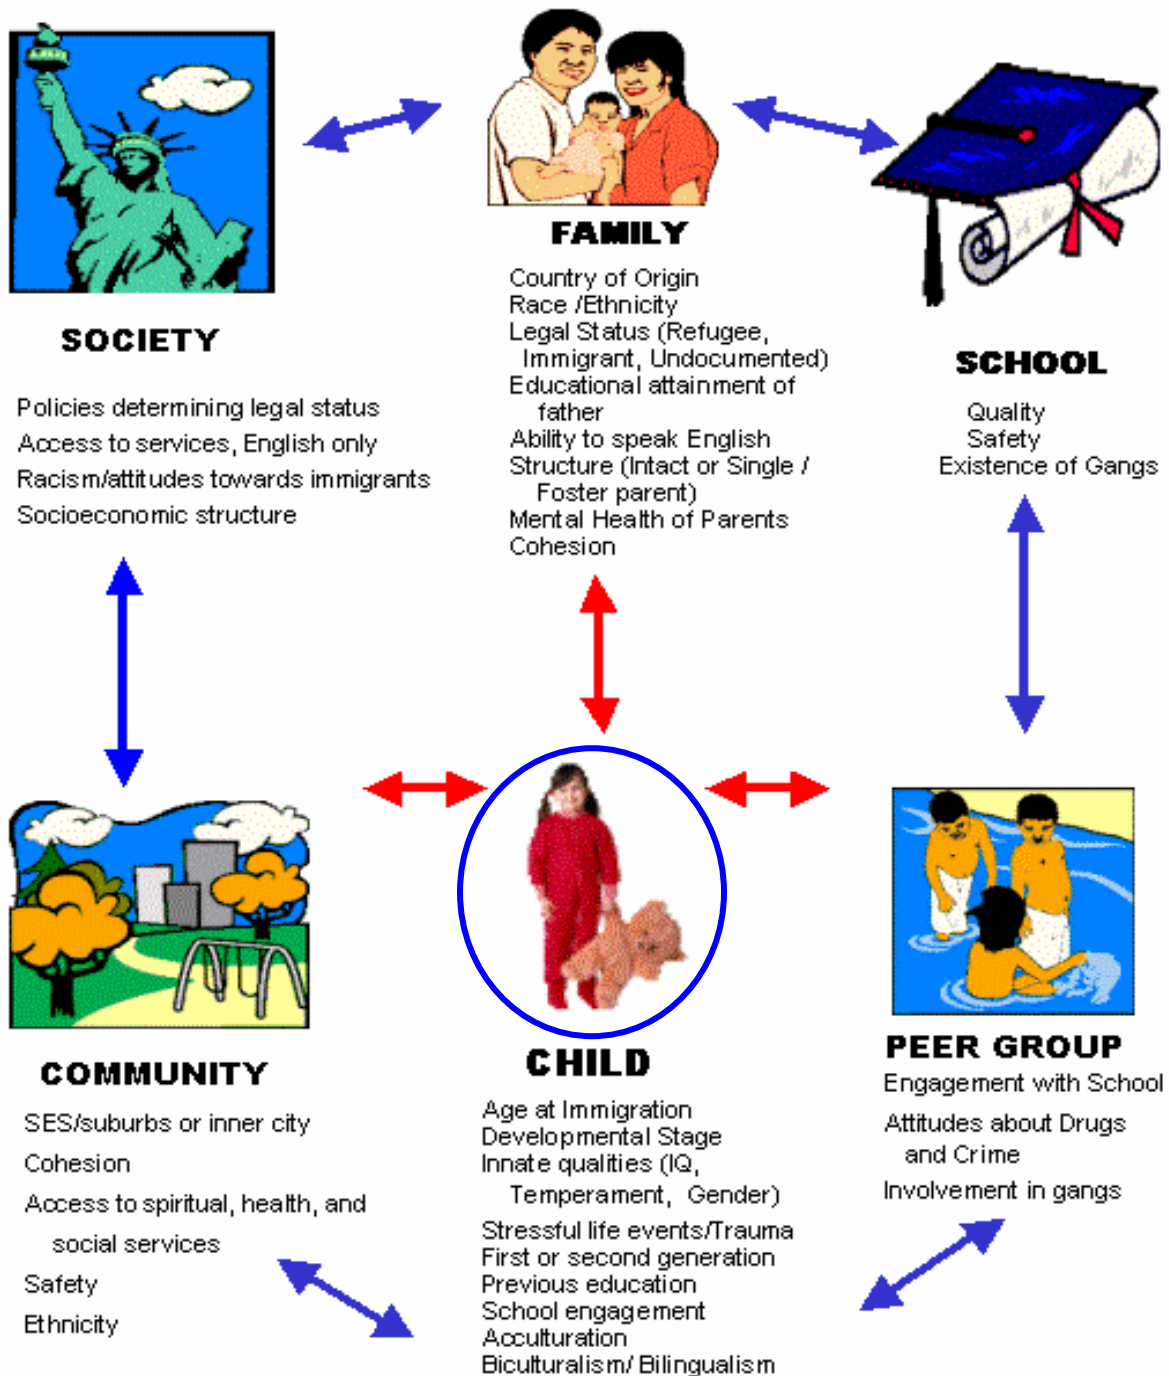 FAMILY
Country of Origin
Race /Ethnicity
Legal Status (Refugee,
Immigrant, Undocumented)
Educational attainment of
father
Ability to speak English
Structure (Intact or Single /
Foster parent)
Mental Health of Parents
Cohesion
SOCIETY
Policies determining legal status
Access to services, English only
Racism/attitudes towards immigrants
Socioeconomic structure
SCHOOL
Quality
Safety
Existence of Gangs
COMMUNITY
SES/suburbs or inner city
Cohesion
Access to spiritual, health, and
social services
Safety
Ethnicity
CHILD
Age at Immigration
Developmental Stage
Innate qualities (IQ,
Temperament, Gender)
Stressful life events/Trauma
First or second generation
Previous education
School engagement
Acculturation
Biculturalism/ Bilingualism
PEER GROUP
Engagement with School
Attitudes about Drugs
and Crime
Involvement in gangs